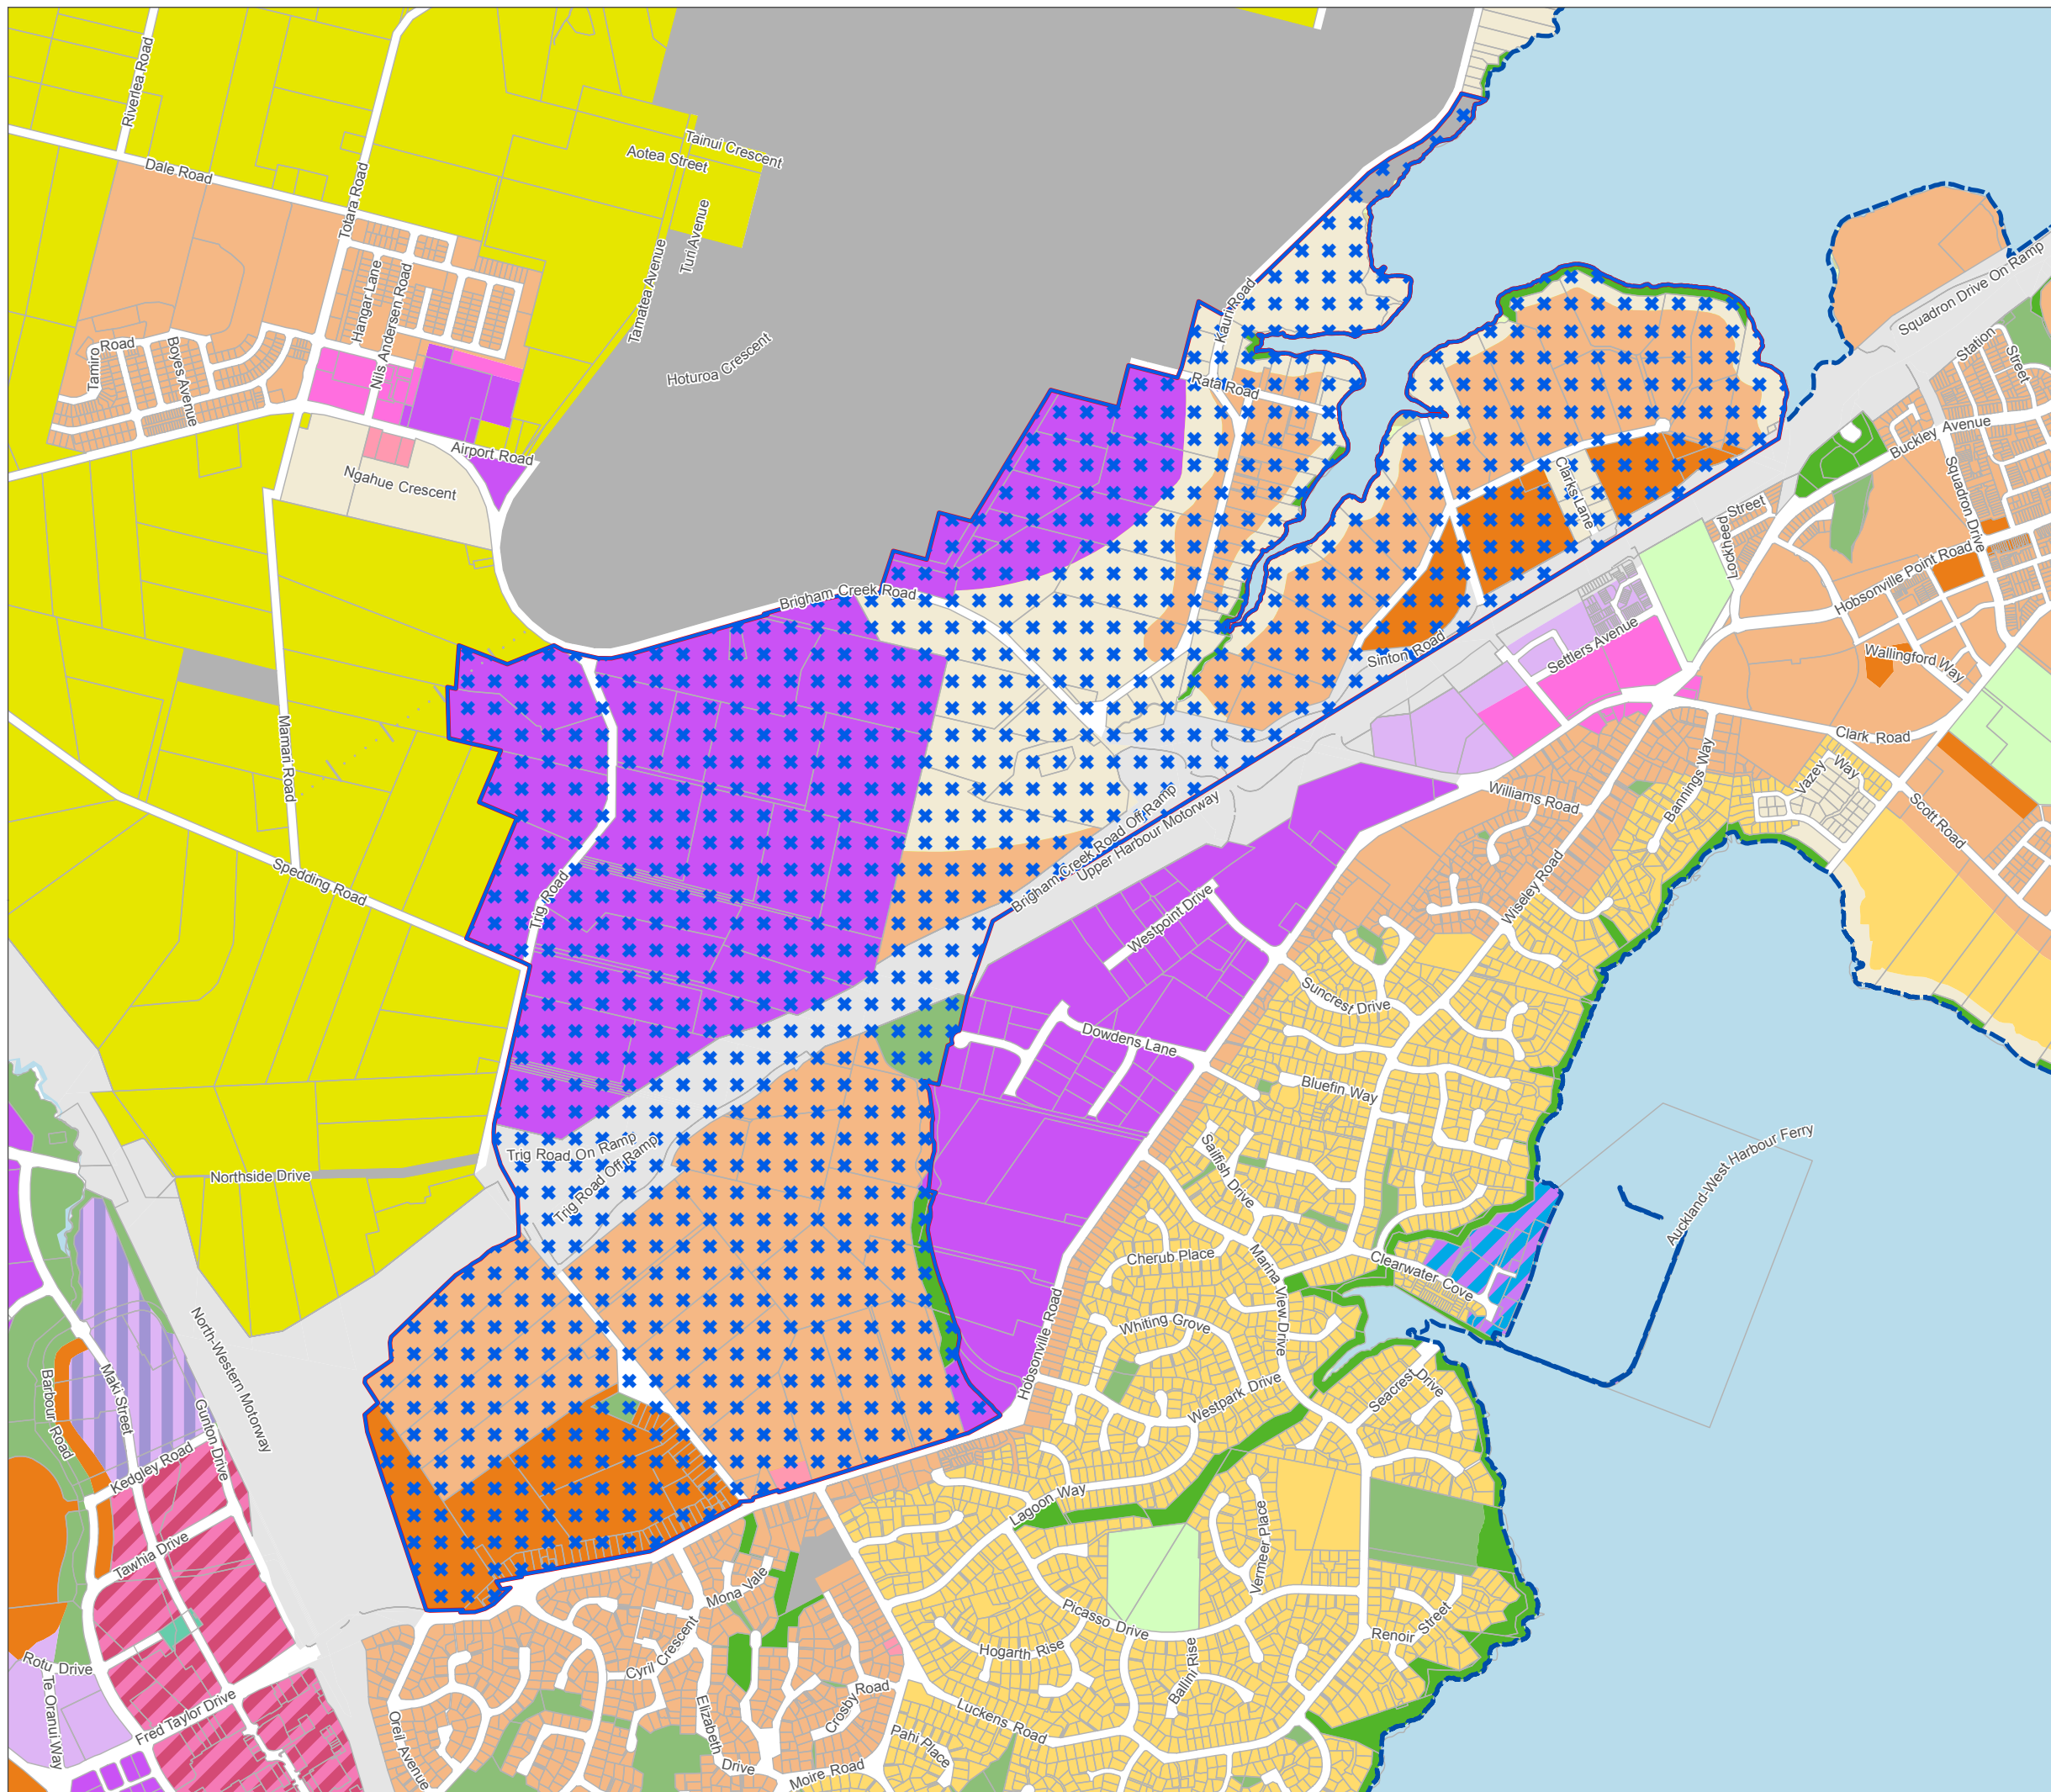 Riverlea Road
Dale Road
Totara Road
Tainui Crescent
Aotea Street
Turi Avenue
Tamatea Avenue
Hoturoa Crescent
Hangar Lane
Nils Andersen Road
Tamiro Road
Boyes Avenue
Airport Road
Ngahue Crescent
Kauri Road
Rata Road
Squadron Drive On Ramp
Station Street
Buckley Avenue
Squadron Drive
Clarks Lane
Lockheed Street
Hobsonville Point Road
Brigham Creek Road
Sinton Road
Settlers Avenue
Wallingford Way
Clark Road
Mamari Road
Spedding Road
Trig Road
Brigham Creek Road Off Ramp
Upper Harbour Motorway
Williams Road
Bannings Way
Vazey Way
Scott Road
Wiseley Road
Westpoint Drive
Suncrest Drive
Dowdens Lane
Bluefin Way
Northside Drive
Trig Road On Ramp
Trig Road Off Ramp
Sailfish Drive
Auckland-West Harbour Ferry
Cherub Place
Marina View Drive
Clearwater Cove
Whiting Grove
Hobsonville Road
Westpark Drive
Seacrest Drive
North-Western Motorway
Maki Street
Barbour Road
Gunton Drive
Kedgley Road
Tawhia Drive
Lagoon Way
Vermeer Place
Mona Vale
Picasso Drive
Renoir Street
Hogarth Rise
Ballini Rise
Cyril Crescent
Rotu Drive
Te Oranui Way
Fred Taylor Drive
Oreil Avenue
Elizabeth Drive
Crosby Road
Luckens Road
Pahi Place
Moire Road